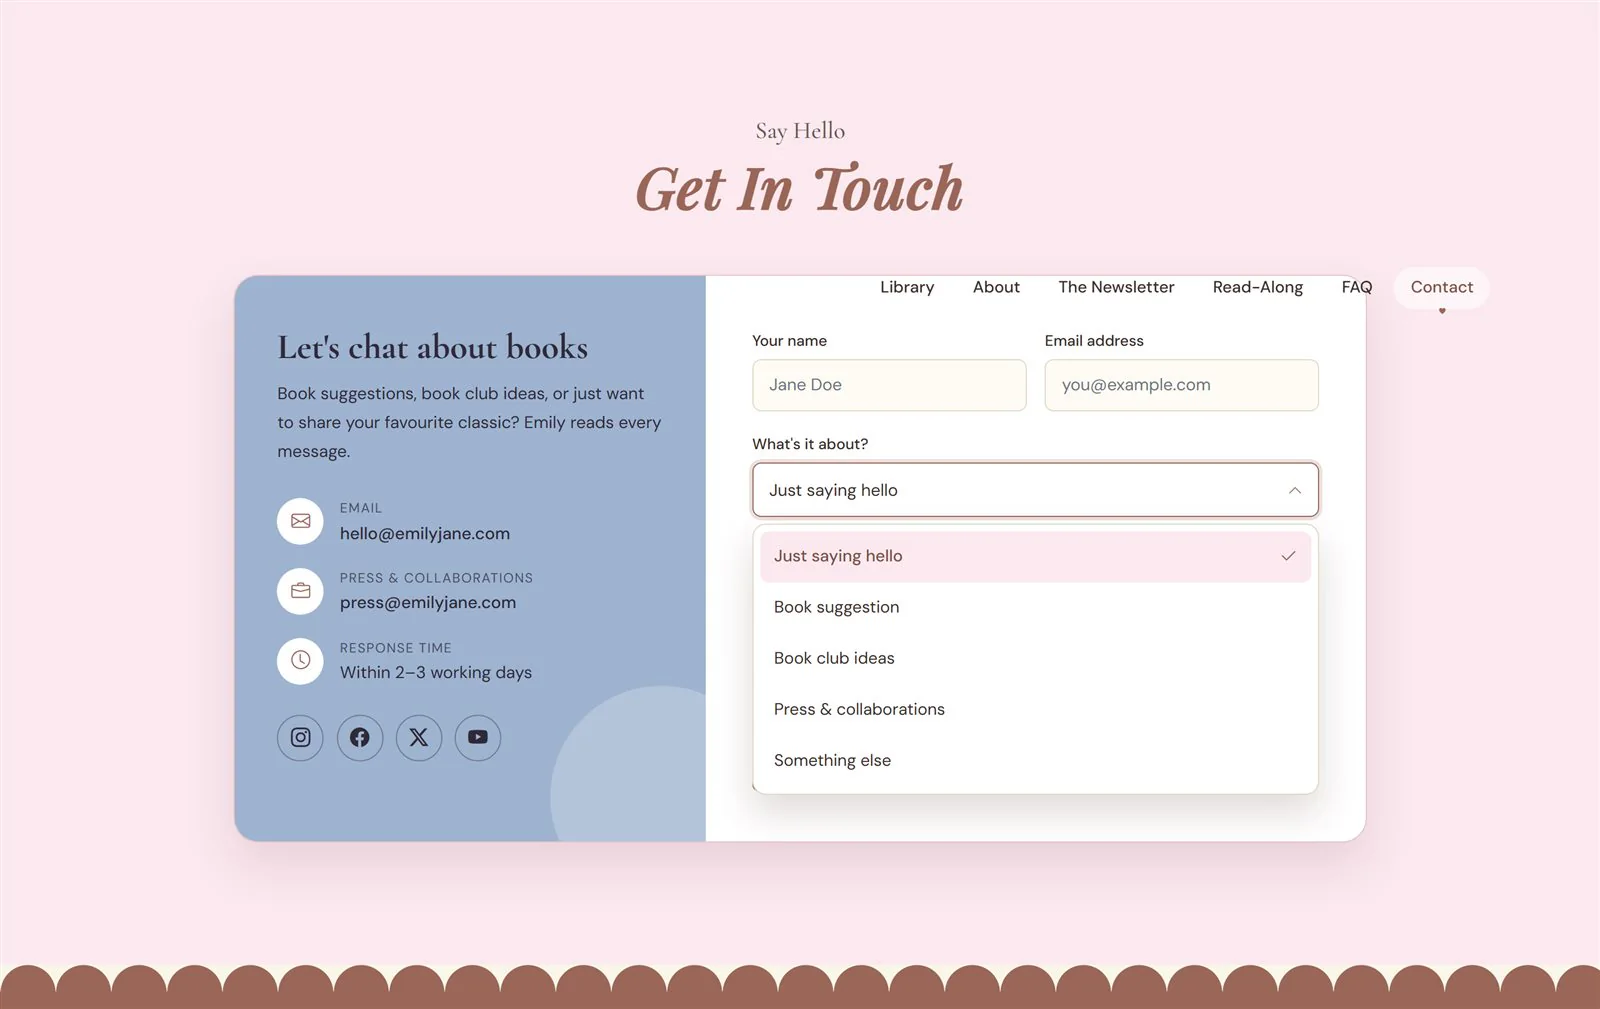 Say Hello
Get In Touch
Library About The Newsletter Read-Along FAQ Contact
Let's chat about books
Book suggestions, book club ideas, or just want
to share your favourite classic? Emily reads every
message.
EMAIL
hello@emilyjane.com
PRESS & COLLABORATIONS
press@emilyjane.com
RESPONSE TIME
Within 2–3 working days
Your name
Jane Doe
Email address
you@example.com
What's it about?
Just saying hello
Just saying hello
Book suggestion
Book club ideas
Press & collaborations
Something else